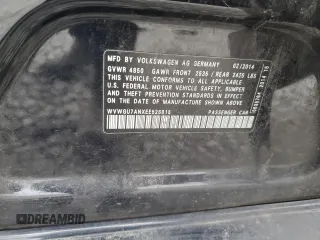 MFD BY VOLKSWAGEN AG GERMANY 02/2014
GVWR 4850 GAWR FRONT 2536 / REAR 2425 LBS
THIS VEHICLE CONFORMS TO ALL APPLICABLE
U.S. FEDERAL MOTOR VEHICLE SAFETY, BUMPER,
AND THEFT PREVENTION STANDARDS IN EFFECT
ON THE DATE OF MANUFACTURE SHOWN ABOVE.
PASSENGER CAR
DREAMBID